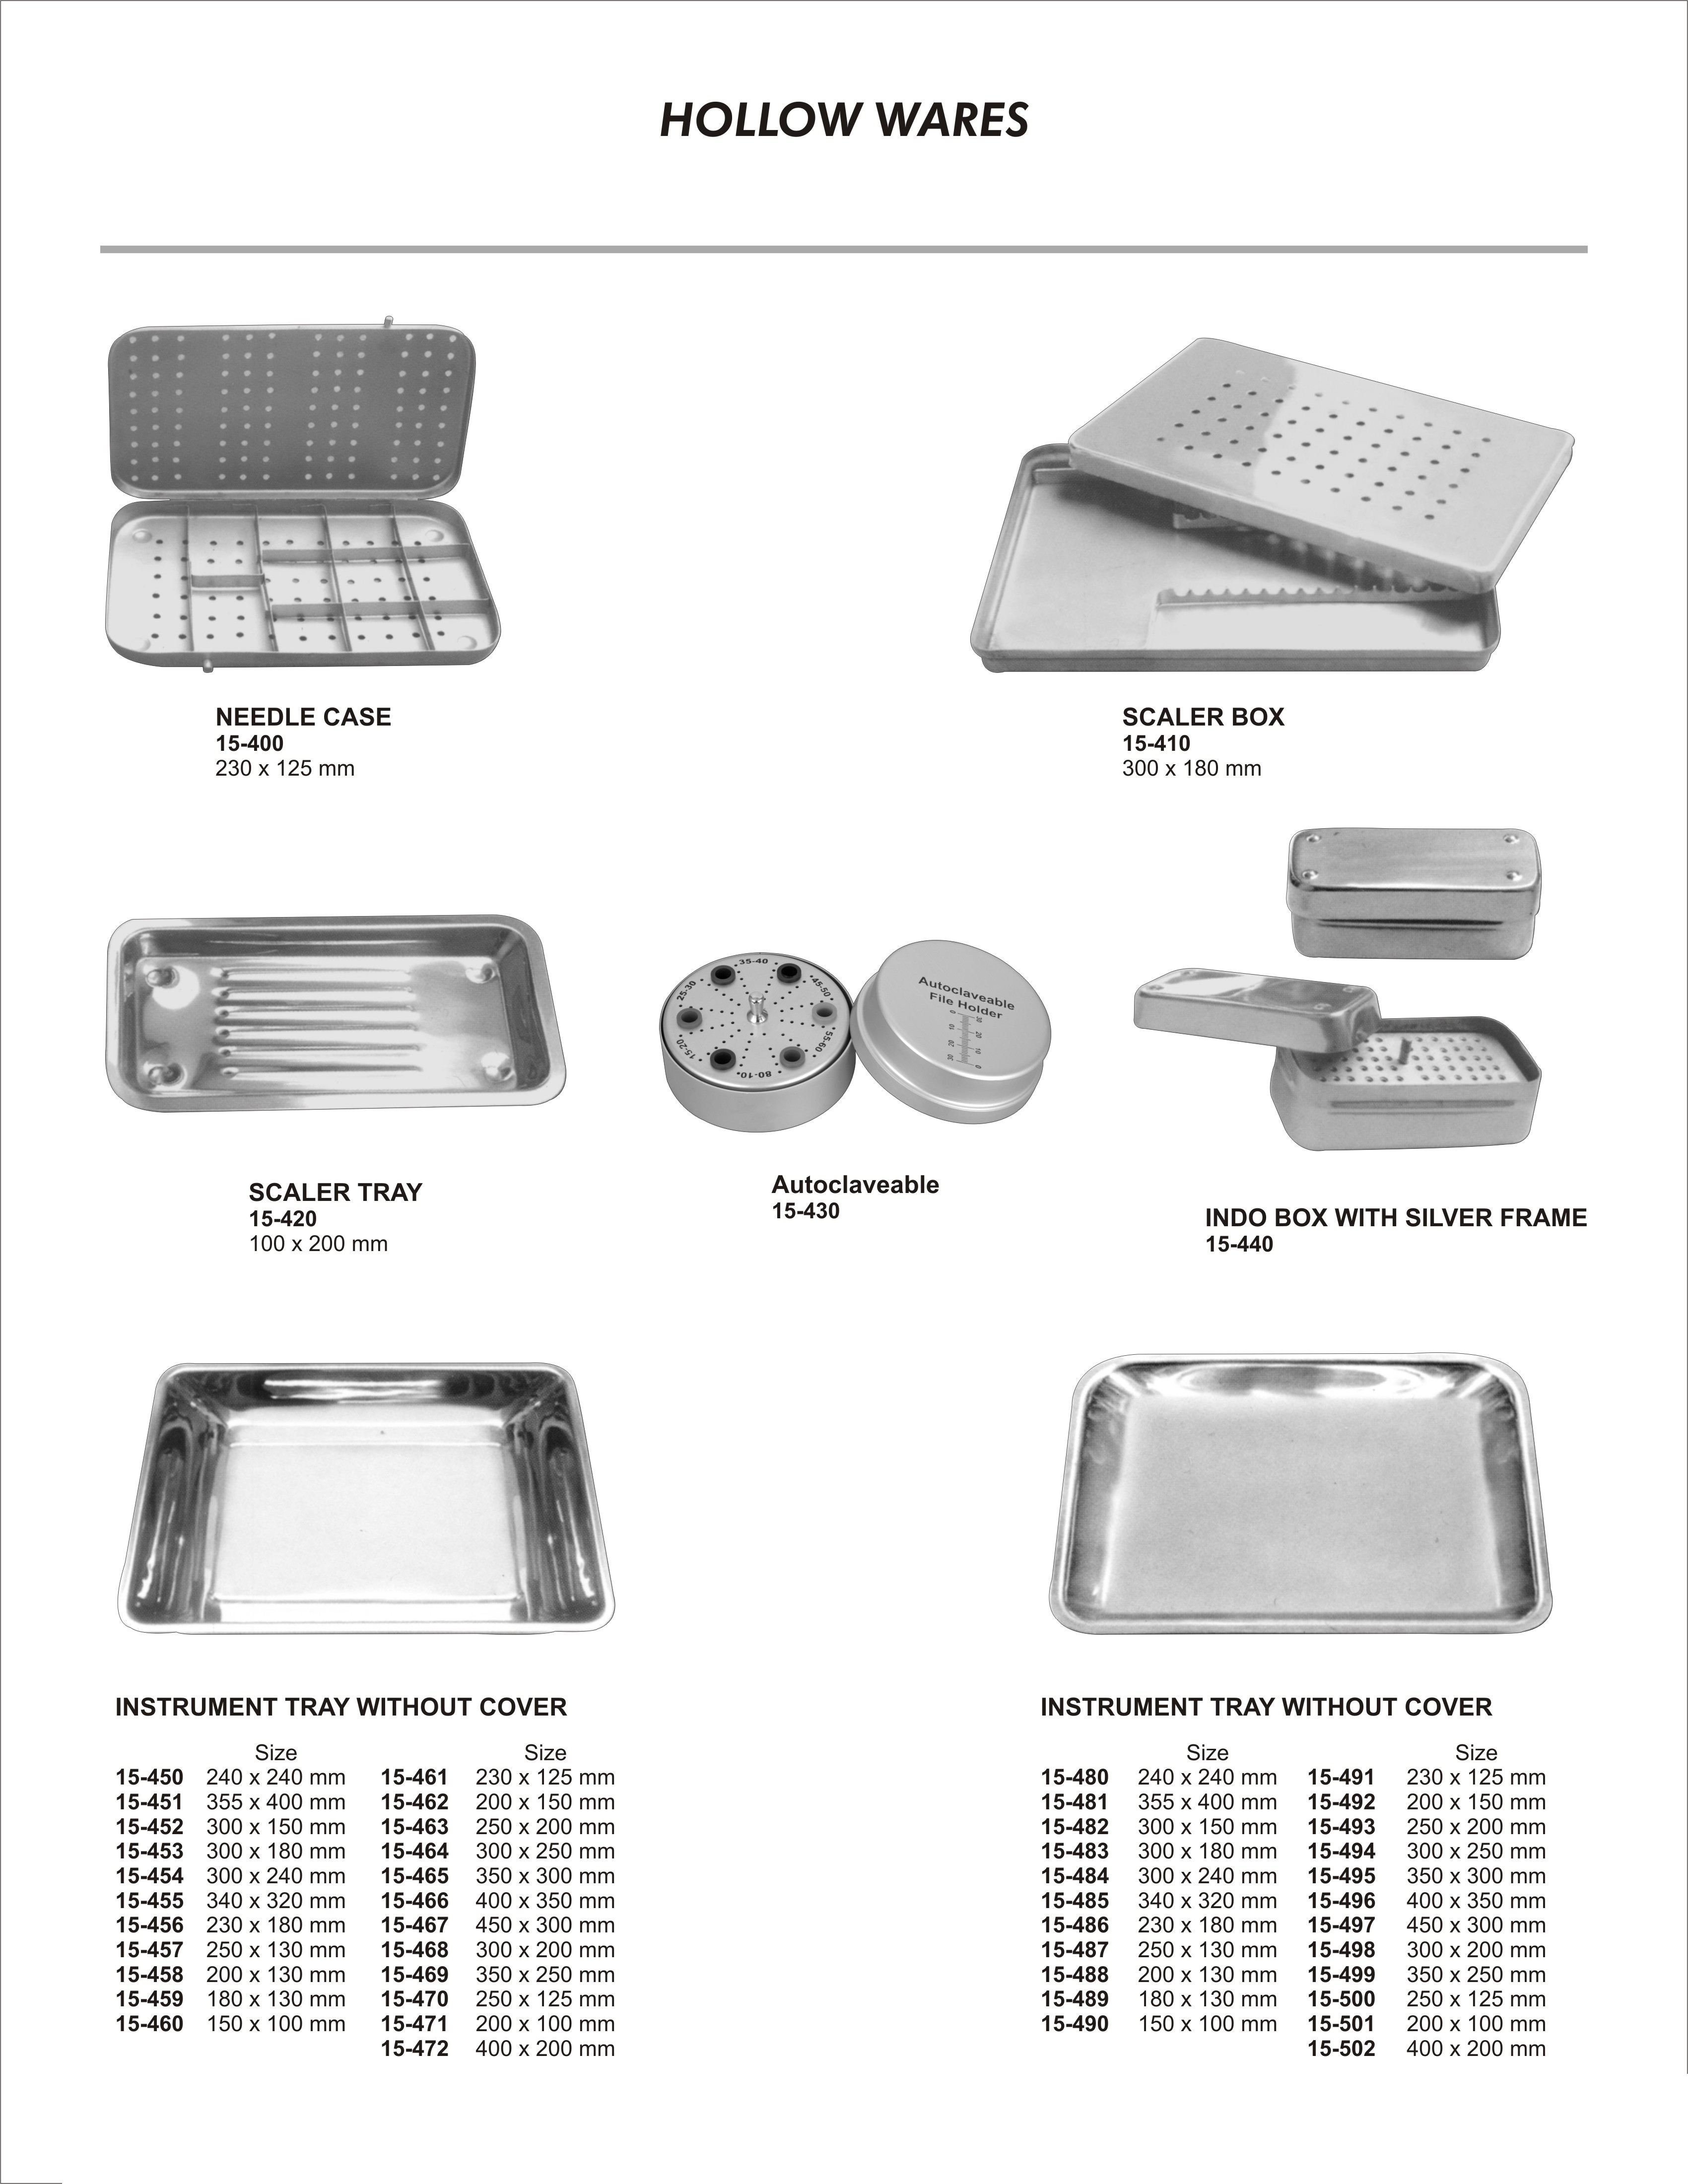 HOLLOW WARES
NEEDLE CASE
15-400
230 x 125 mm
SCALER BOX
15-410
300 x 180 mm
35-40
45-50
55-60
80-10
15-20
25-30
Autoclaveable
File Holder
SCALER TRAY
15-420
100 x 200 mm
Autoclaveable
15-430
INDO BOX WITH SILVER FRAME
15-440
INSTRUMENT TRAY WITHOUT COVER
Size Size
15-450 240 x 240 mm 15-461 230 x 125 mm
15-451 355 x 400 mm 15-462 200 x 150 mm
15-452 300 x 150 mm 15-463 250 x 200 mm
15-453 300 x 180 mm 15-464 300 x 250 mm
15-454 300 x 240 mm 15-465 350 x 300 mm
15-455 340 x 320 mm 15-466 400 x 350 mm
15-456 230 x 180 mm 15-467 450 x 300 mm
15-457 250 x 130 mm 15-468 300 x 200 mm
15-458 200 x 130 mm 15-469 350 x 250 mm
15-459 180 x 130 mm 15-470 250 x 125 mm
15-460 150 x 100 mm 15-471 200 x 100 mm
15-472 400 x 200 mm
INSTRUMENT TRAY WITHOUT COVER
Size Size
15-480 240 x 240 mm 15-491 230 x 125 mm
15-481 355 x 400 mm 15-492 200 x 150 mm
15-482 300 x 150 mm 15-493 250 x 200 mm
15-483 300 x 180 mm 15-494 300 x 250 mm
15-484 300 x 240 mm 15-495 350 x 300 mm
15-485 340 x 320 mm 15-496 400 x 350 mm
15-486 230 x 180 mm 15-497 450 x 300 mm
15-487 250 x 130 mm 15-498 300 x 200 mm
15-488 200 x 130 mm 15-499 350 x 250 mm
15-489 180 x 130 mm 15-500 250 x 125 mm
15-490 150 x 100 mm 15-501 200 x 100 mm
15-502 400 x 200 mm